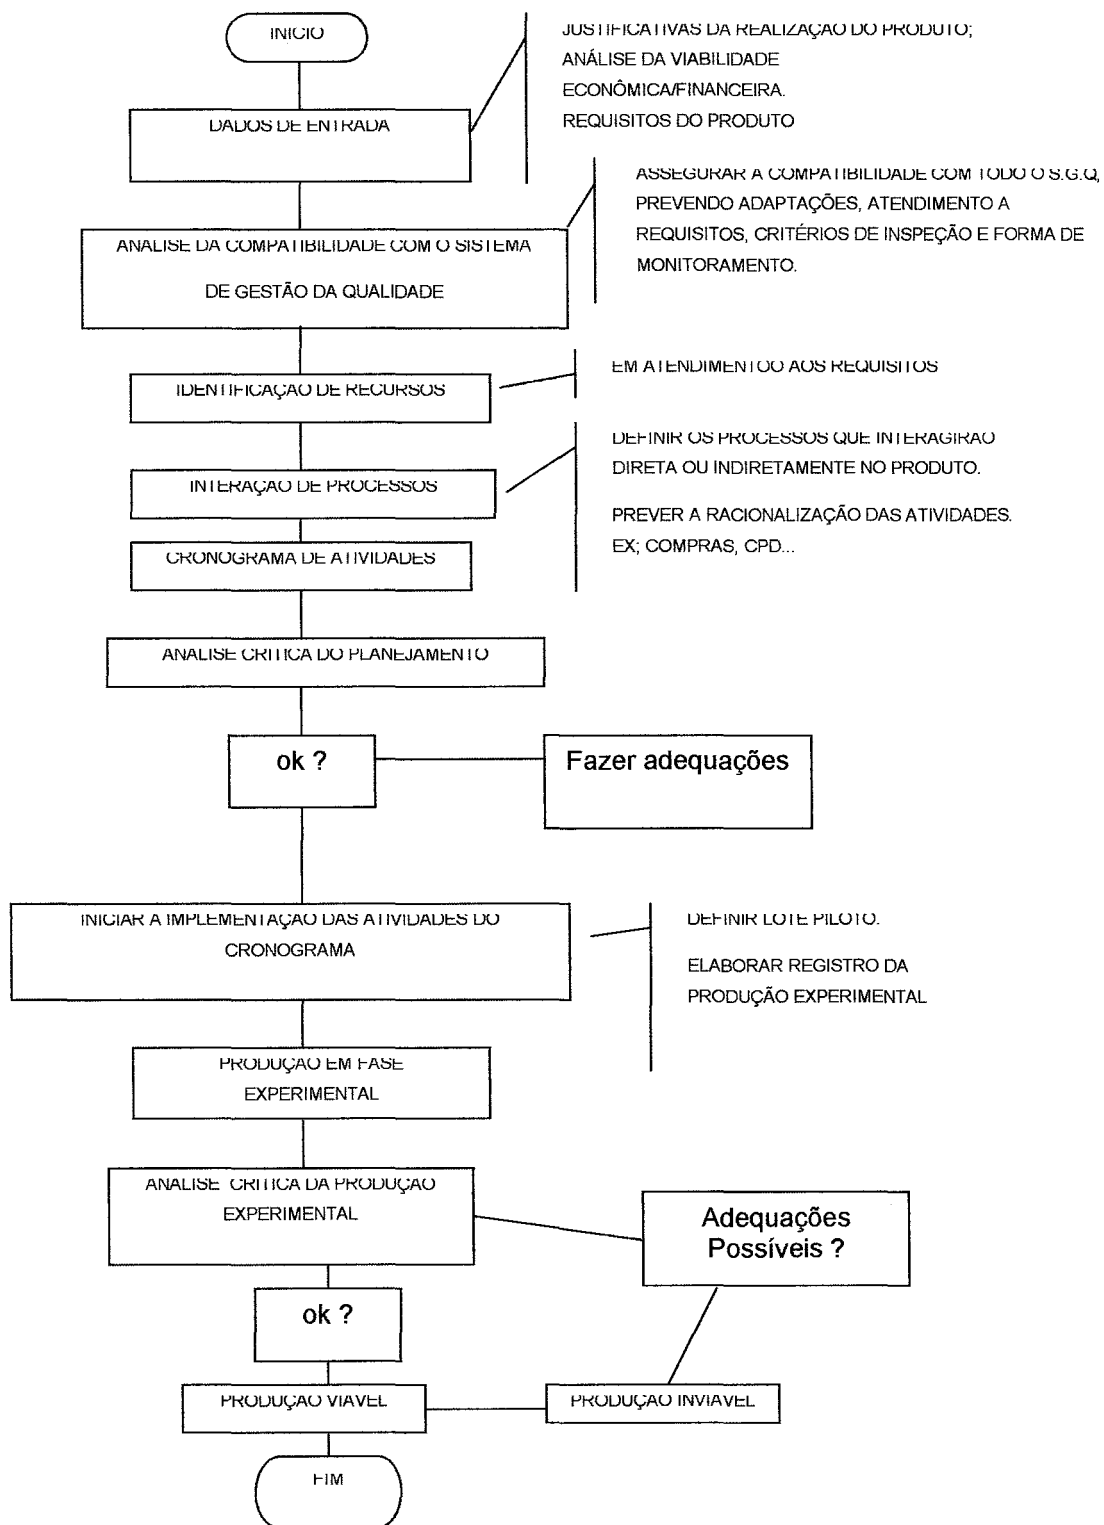 INICIO
JUSTIFICATIVAS DA REALIZAÇÃO DO PRODUTO;
ANÁLISE DA VIABILIDADE
ECONÔMICA/FINANCEIRA.
REQUISITOS DO PRODUTO
DADOS DE ENTRADA
ASSEGURAR A COMPATIBILIDADE COM TODO O S.G.Q,
PREVENDO ADAPTAÇÕES, ATENDIMENTO A
REQUISITOS, CRITÉRIOS DE INSPEÇÃO E FORMA DE
MONITORAMENTO.
ANALISE DA COMPATIBILIDADE COM O SISTEMA
DE GESTÃO DA QUALIDADE
EM ATENDIMENTOO AOS REQUISITOS
IDENTIFICAÇÃO DE RECURSOS
DEFINIR OS PROCESSOS QUE INTERAGIRAO
DIRETA OU INDIRETAMENTE NO PRODUTO.
PREVER A RACIONALIZAÇÃO DAS ATIVIDADES.
EX; COMPRAS, CPD...
INTERAÇÃO DE PROCESSOS
CRONOGRAMA DE ATIVIDADES
ANALISE CRITICA DO PLANEJAMENTO
ok ?
Fazer adequações
INICIAR A IMPLEMENTAÇÃO DAS ATIVIDADES DO
CRONOGRAMA
DEFINIR LOTE PILOTO.
ELABORAR REGISTRO DA
PRODUÇÃO EXPERIMENTAL
PRODUÇÃO EM FASE
EXPERIMENTAL
ANALISE CRITICA DA PRODUÇÃO
EXPERIMENTAL
Adequações
Possíveis ?
ok ?
PRODUÇÃO VIAVEL
PRODUÇÃO INVIAVEL
FIM